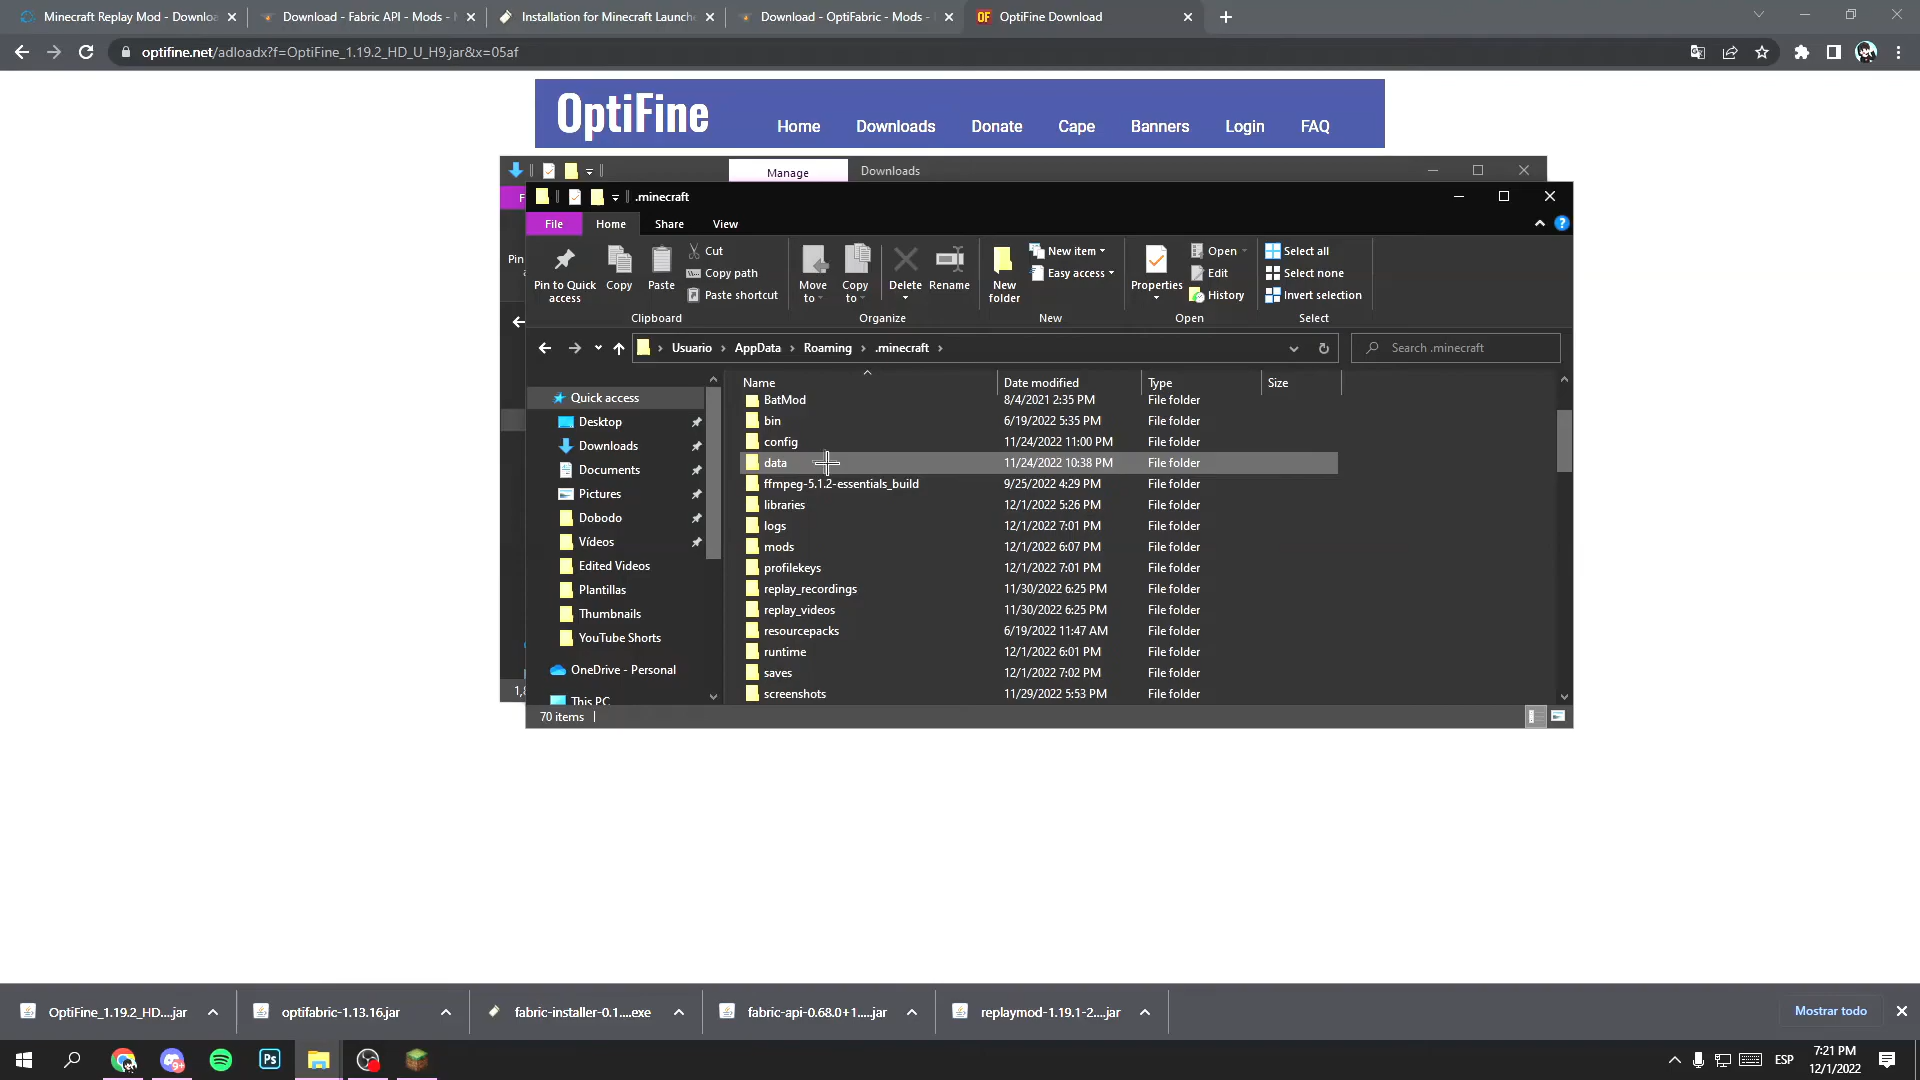 Minecraft Replay Mod - Downloa
Download - Fabric API - Mods -
Installation for Minecraft Launche
Download - OptiFabric - Mods -
OF OptiFine Download
optifine.net/adloadx?f=OptiFine_1.19.2_HD_U_H9.jar&x=05af
OptiFine
Home
Downloads
Donate
Cape
Banners
Login
FAQ
Manage
Downloads
.minecraft
File
Home
Share
View
Pin to Quick access
Copy
Paste
Cut
Copy path
Paste shortcut
Clipboard
Move to
Copy to
Delete
Rename
Organize
New folder
New item
Easy access
New
Properties
Open
Edit
History
Open
Select all
Select none
Invert selection
Select
Usuario > AppData > Roaming > .minecraft >
Search .minecraft
Quick access
Desktop
Downloads
Documents
Pictures
Dobodo
Vídeos
Edited Videos
Plantillas
Thumbnails
YouTube Shorts
OneDrive - Personal
This PC
Name Date modified Type Size
BatMod 8/4/2021 2:35 PM File folder
bin 6/19/2022 5:35 PM File folder
config 11/24/2022 11:00 PM File folder
data 11/24/2022 10:38 PM File folder
ffmpeg-5.1.2-essentials_build 9/25/2022 4:29 PM File folder
libraries 12/1/2022 5:26 PM File folder
logs 12/1/2022 7:01 PM File folder
mods 12/1/2022 6:07 PM File folder
profilekeys 12/1/2022 7:01 PM File folder
replay_recordings 11/30/2022 6:25 PM File folder
replay_videos 11/30/2022 6:25 PM File folder
resourcepacks 6/19/2022 11:47 AM File folder
runtime 12/1/2022 6:01 PM File folder
saves 12/1/2022 7:02 PM File folder
screenshots 11/29/2022 5:53 PM File folder
70 items
OptiFine_1.19.2_HD....jar
optifabric-1.13.16.jar
fabric-installer-0.1....exe
fabric-api-0.68.0+1.....jar
replaymod-1.19.1-2....jar
Mostrar todo
Ps
ESP
7:21 PM
12/1/2022